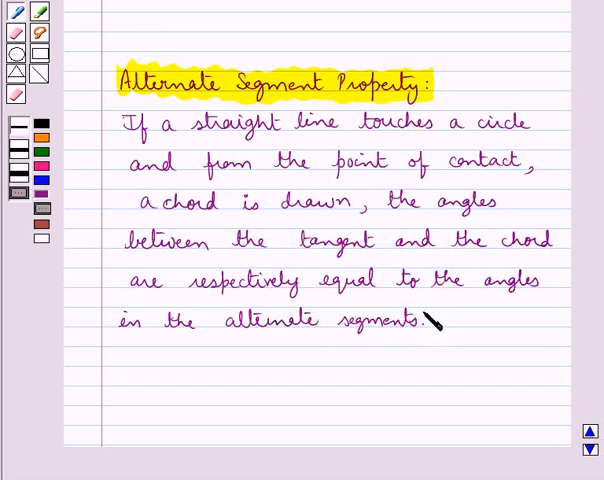 Alternate Segment Property:
If a straight line touches a circle
and from the point of contact,
a chord is drawn, the angles
between the tangent and the chord
are respectively equal to the angles
in the alternate segments.